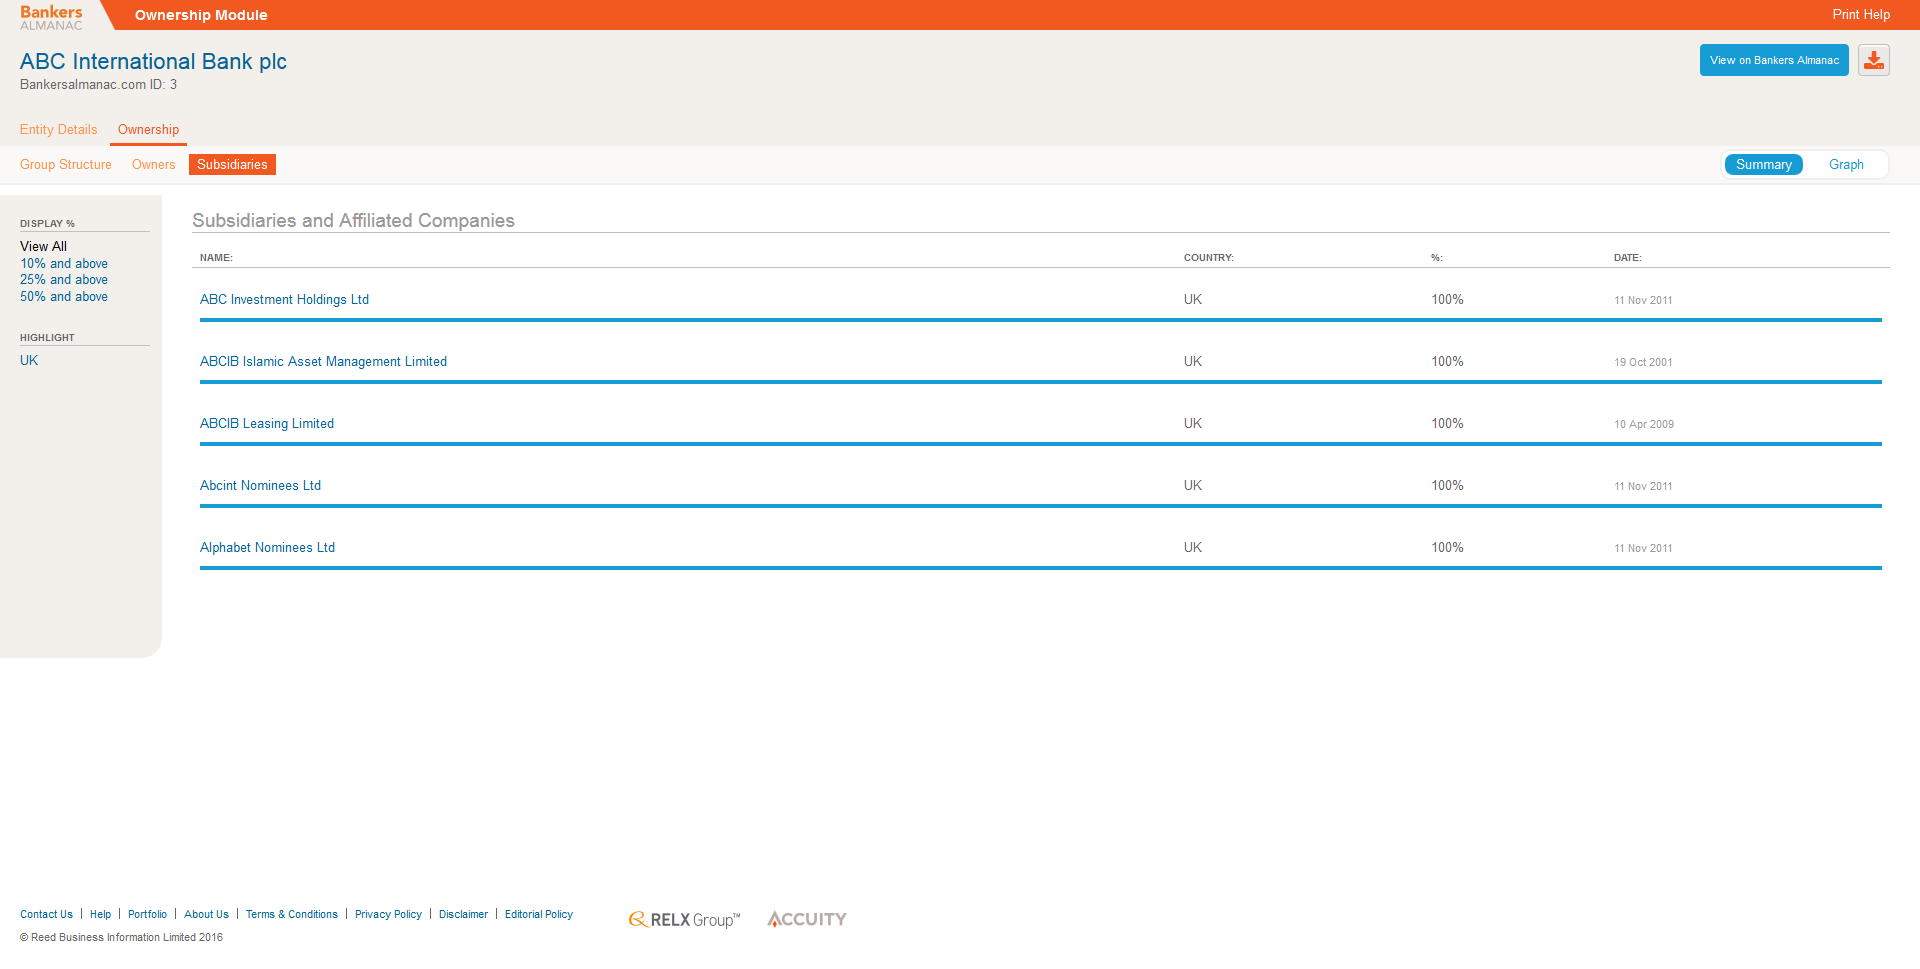 Bankers
ALMANAC
Ownership Module
Print Help
ABC International Bank plc
Bankersalmanac.com ID: 3
View on Bankers Almanac
Entity Details Ownership
Group Structure Owners Subsidiaries
Summary Graph
DISPLAY %
View All
10% and above
25% and above
50% and above
HIGHLIGHT
UK
Subsidiaries and Affiliated Companies
NAME: COUNTRY: %: DATE:
ABC Investment Holdings Ltd UK 100% 11 Nov 2011
ABCIB Islamic Asset Management Limited UK 100% 19 Oct 2001
ABCIB Leasing Limited UK 100% 10 Apr 2009
Abcint Nominees Ltd UK 100% 11 Nov 2011
Alphabet Nominees Ltd UK 100% 11 Nov 2011
Contact Us | Help | Portfolio | About Us | Terms & Conditions | Privacy Policy | Disclaimer | Editorial Policy
© Reed Business Information Limited 2016
RELX Group™
ACCUITY